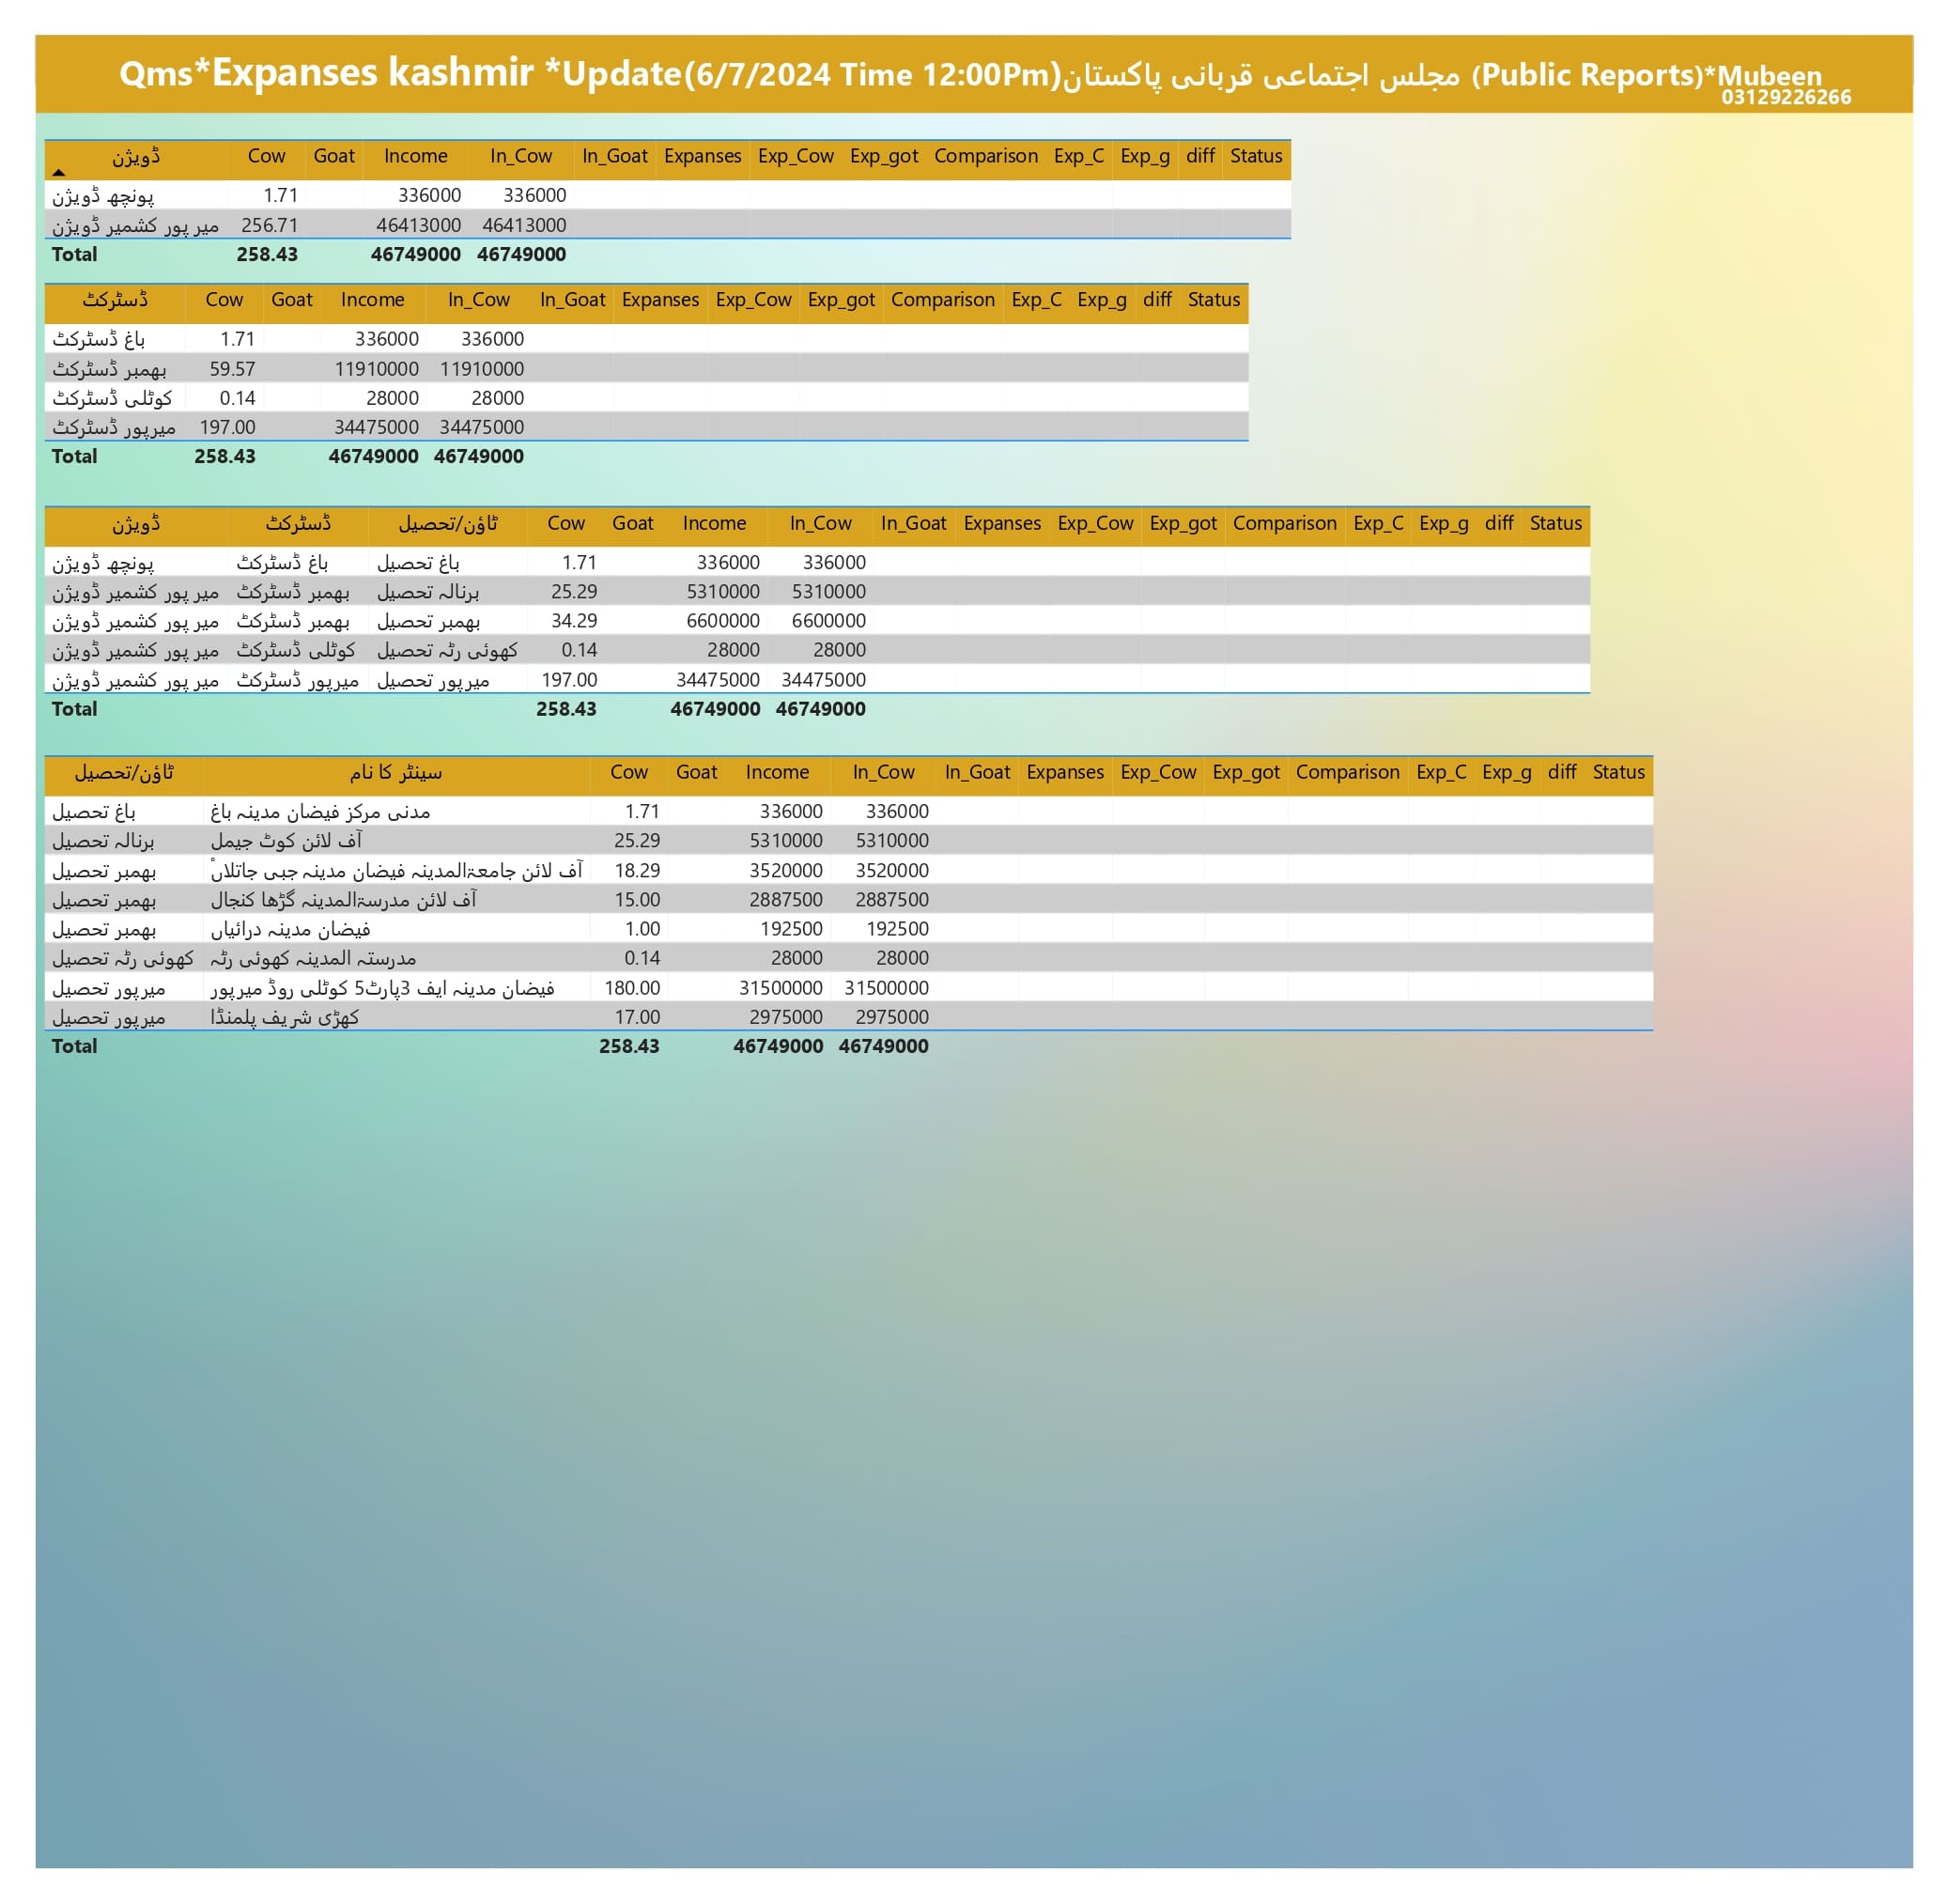 Qms*Expanses kashmir *Update(6/7/2024 Time 12:00Pm)مجلس اجتماعی قربانی پاکستان (Public Reports)*Mubeen
03129226266
ڈویژن Cow Goat Income In_Cow In_Goat Expanses Exp_Cow Exp_got Comparison Exp_C Exp_g diff Status
پونچھ ڈویژن 1.71 336000 336000
میر پور کشمیر ڈویژن 256.71 46413000 46413000
Total 258.43 46749000 46749000
ڈسٹرکٹ Cow Goat Income In_Cow In_Goat Expanses Exp_Cow Exp_got Comparison Exp_C Exp_g diff Status
باغ ڈسٹرکٹ 1.71 336000 336000
بھمبر ڈسٹرکٹ 59.57 11910000 11910000
کوٹلی ڈسٹرکٹ 0.14 28000 28000
میرپور ڈسٹرکٹ 197.00 34475000 34475000
Total 258.43 46749000 46749000
ڈویژن ڈسٹرکٹ ٹاؤن/تحصیل Cow Goat Income In_Cow In_Goat Expanses Exp_Cow Exp_got Comparison Exp_C Exp_g diff Status
پونچھ ڈویژن باغ ڈسٹرکٹ باغ تحصیل 1.71 336000 336000
میر پور کشمیر ڈویژن بھمبر ڈسٹرکٹ برنالہ تحصیل 25.29 5310000 5310000
میر پور کشمیر ڈویژن بھمبر ڈسٹرکٹ بھمبر تحصیل 34.29 6600000 6600000
میر پور کشمیر ڈویژن کوٹلی ڈسٹرکٹ کھوئی رٹہ تحصیل 0.14 28000 28000
میر پور کشمیر ڈویژن میرپور ڈسٹرکٹ میرپور تحصیل 197.00 34475000 34475000
Total 258.43 46749000 46749000
ٹاؤن/تحصیل سینٹر کا نام Cow Goat Income In_Cow In_Goat Expanses Exp_Cow Exp_got Comparison Exp_C Exp_g diff Status
باغ تحصیل مدنی مرکز فیضان مدینہ باغ 1.71 336000 336000
برنالہ تحصیل آف لائن کوٹ جیمل 25.29 5310000 5310000
بھمبر تحصیل آف لائن جامعۃالمدینہ فیضان مدینہ جبی جاتلاںْ 18.29 3520000 3520000
بھمبر تحصیل آف لائن مدرسۃالمدینہ گڑھا کنجال 15.00 2887500 2887500
بھمبر تحصیل فیضان مدینہ درائیاں 1.00 192500 192500
کھوئی رٹہ تحصیل مدرستہ المدینہ کھوئی رٹہ 0.14 28000 28000
میرپور تحصیل فیضان مدینہ ایف 3پارٹ5 کوٹلی روڈ میرپور 180.00 31500000 31500000
میرپور تحصیل کھڑی شریف پلمنڈا 17.00 2975000 2975000
Total 258.43 46749000 46749000